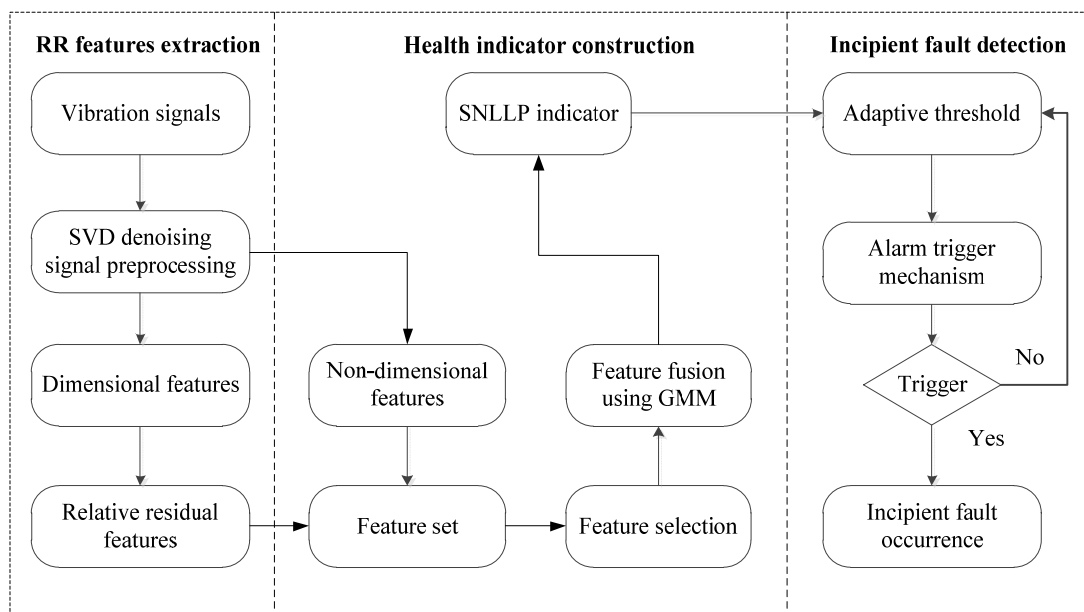 RR features extraction
Vibration signals
SVD denoising
signal preprocessing
Dimensional features
Relative residual
features
Health indicator construction
SNLLP indicator
Non-dimensional
features
Feature fusion
using GMM
Feature set
Feature selection
Incipient fault detection
Adaptive threshold
Alarm trigger
mechanism
Trigger
No
Yes
Incipient fault
occurrence